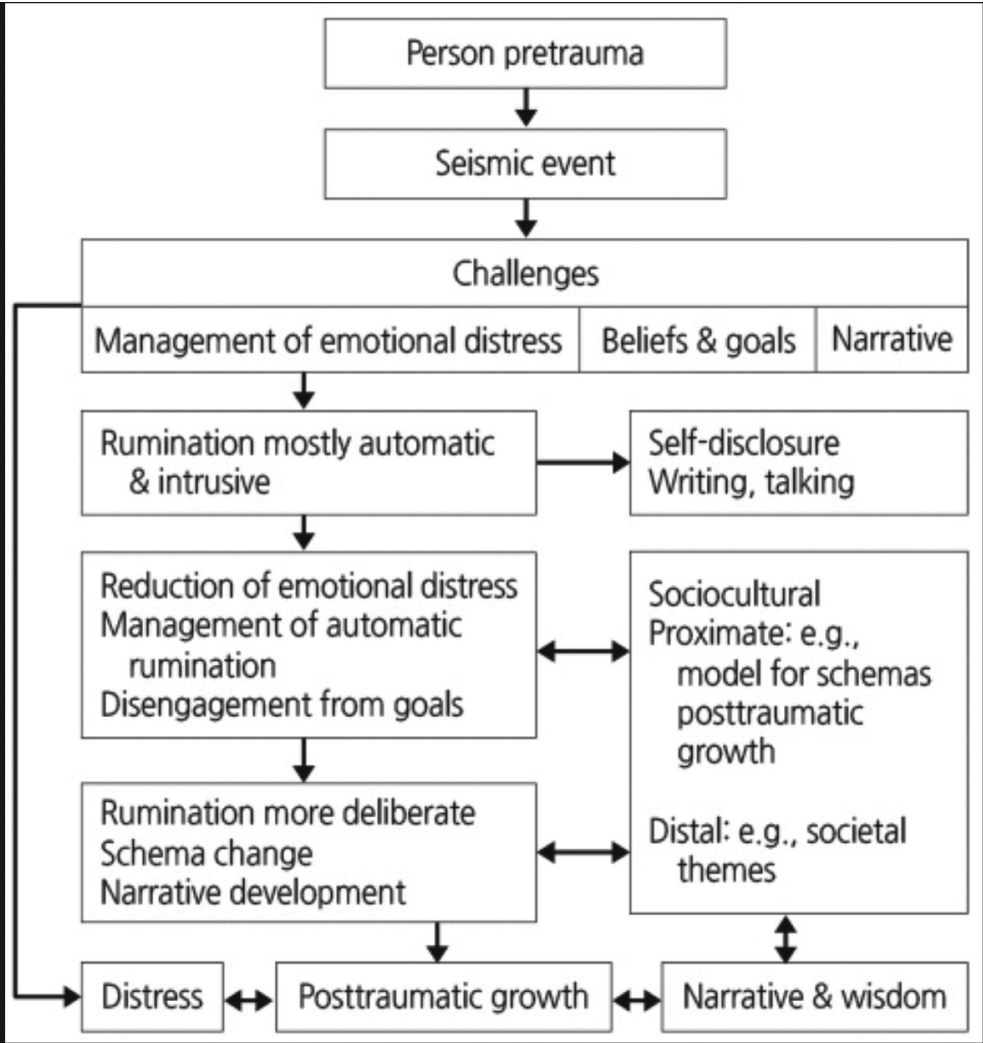 Person pretrauma
Seismic event
Challenges
Management of emotional distress
Beliefs & goals
Narrative
Rumination mostly automatic
& intrusive
Self-disclosure
Writing, talking
Reduction of emotional distress
Management of automatic
rumination
Disengagement from goals
Sociocultural
Proximate: e.g.,
model for schemas
posttraumatic
growth
Distal: e.g., societal
themes
Rumination more deliberate
Schema change
Narrative development
Distress
Posttraumatic growth
Narrative & wisdom